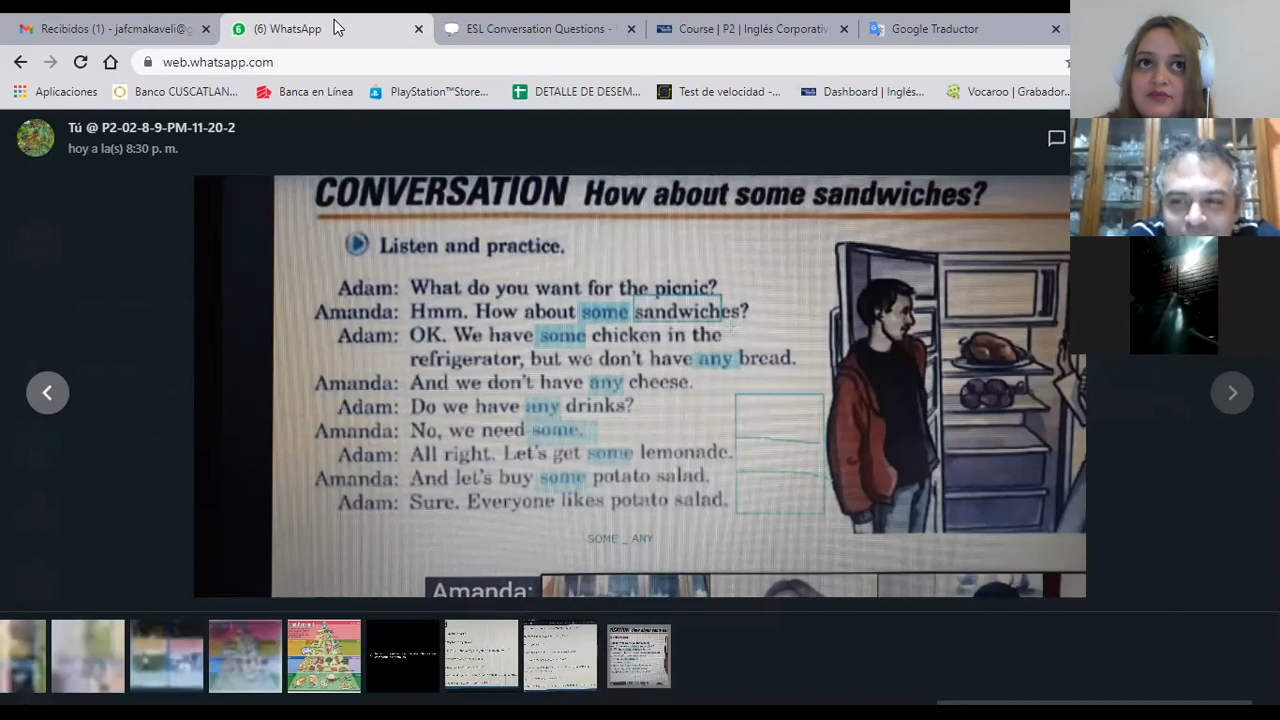 Recibidos (1) - jafcmakaveli@g
(6) WhatsApp
ESL Conversation Questions -
Course | P2 | Inglés Corporativ
Google Traductor
web.whatsapp.com
Aplicaciones
Banco CUSCATLAN...
Banca en Línea
PlayStation™Store...
DETALLE DE DESEM...
Test de velocidad -...
Dashboard | Inglés...
Vocaroo | Grabador...
Tú @ P2-02-8-9-PM-11-20-2
hoy a la(s) 8:30 p. m.
CONVERSATION How about some sandwiches?
Listen and practice.
Adam: What do you want for the picnic?
Amanda: Hmm. How about some sandwiches?
Adam: OK. We have some chicken in the
refrigerator, but we don't have any bread.
Amanda: And we don't have any cheese.
Adam: Do we have any drinks?
Amanda: No, we need some.
Adam: All right. Let's get some lemonade.
Amanda: And let's buy some potato salad.
Adam: Sure. Everyone likes potato salad.
SOME _ ANY
Amanda: